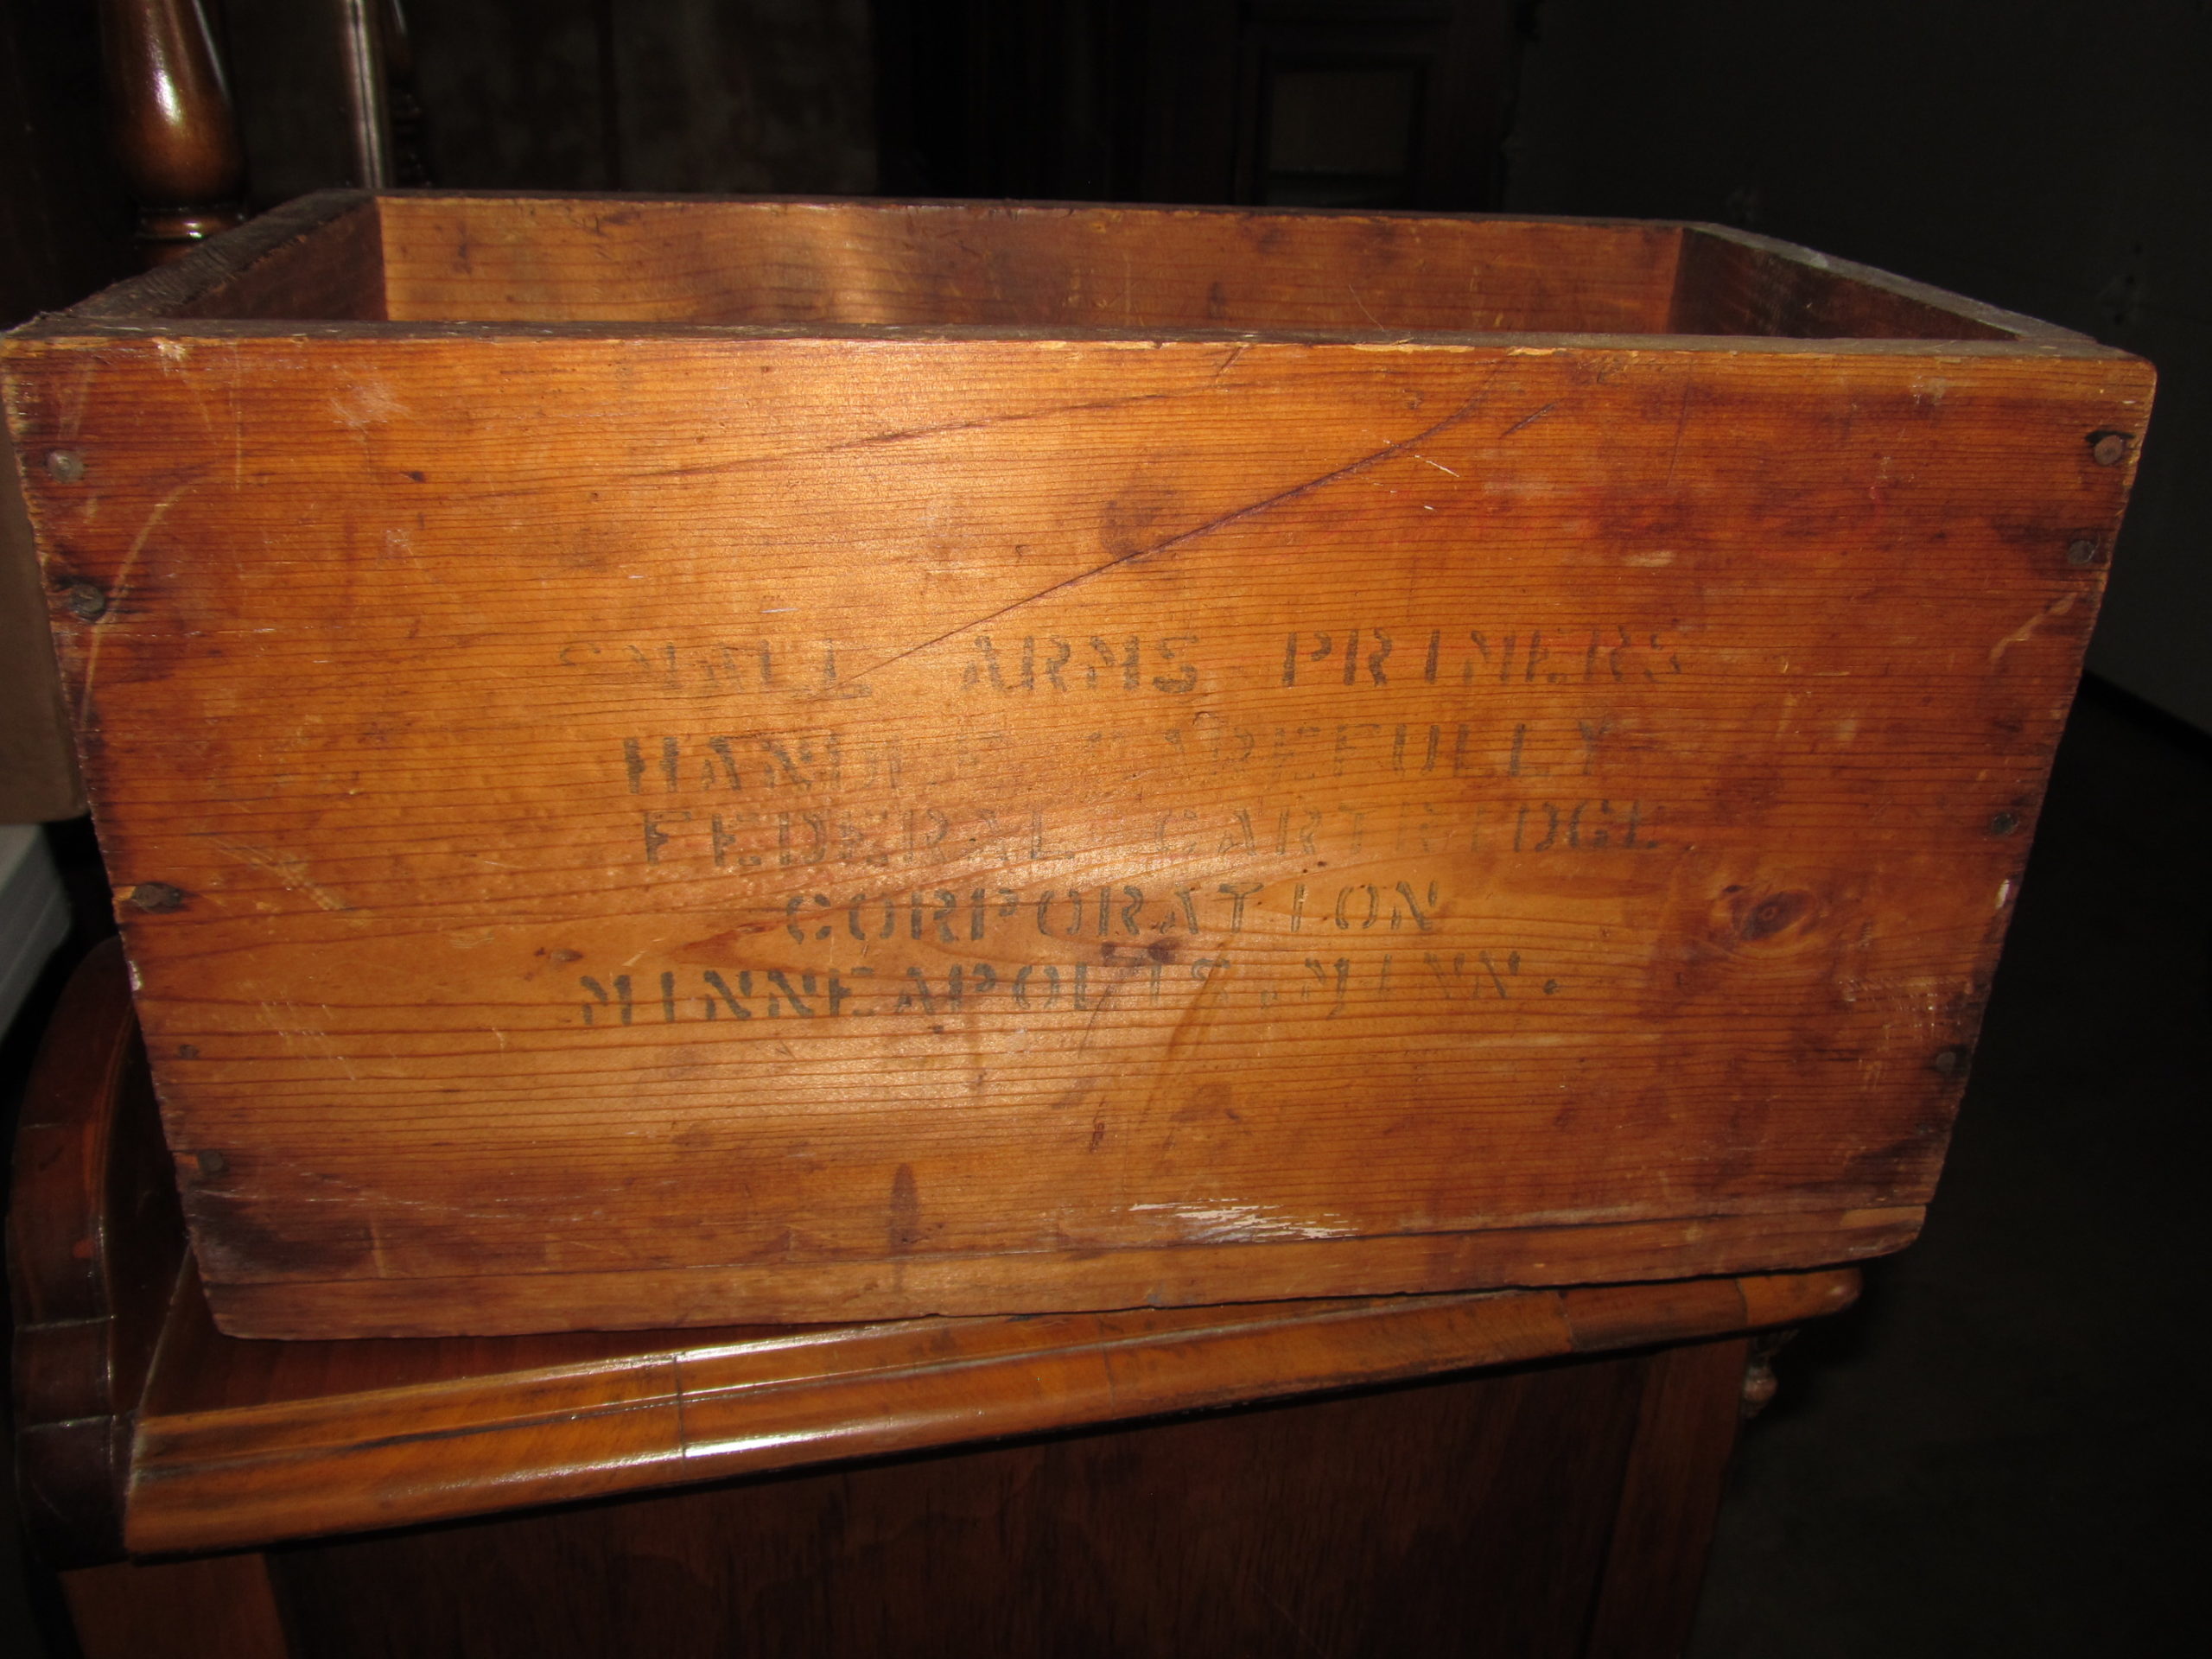 SMALL ARMS PRIMERS
HANDLE CAREFULLY
FEDERAL CARTRIDGE
CORPORATION
MINNEAPOLIS, MINN.